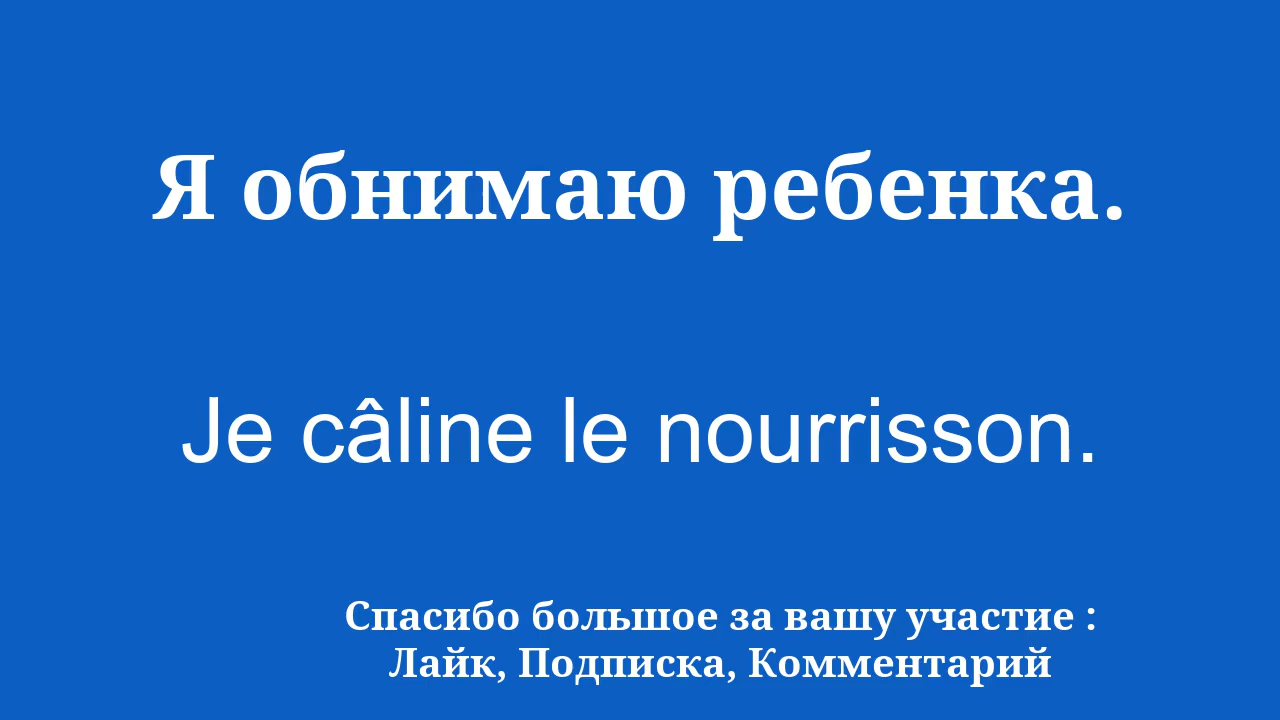 Я обнимаю ребенка.
Je câline le nourrisson.
Спасибо большое за вашу участие :
Лайк, Подписка, Комментарий